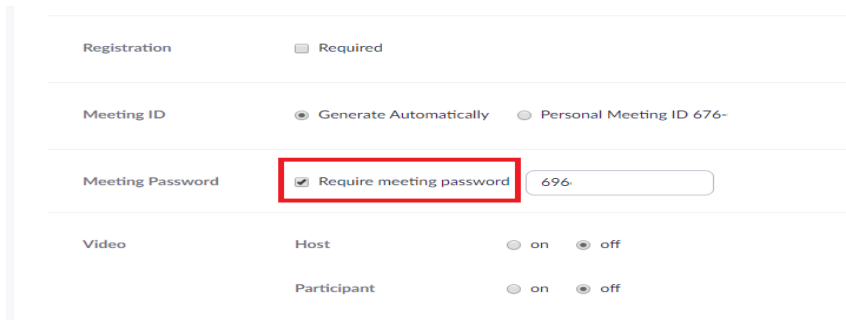 Registration Required
Meeting ID Generate Automatically Personal Meeting ID 676-
Meeting Password Require meeting password 696
Video Host on off
Participant on off